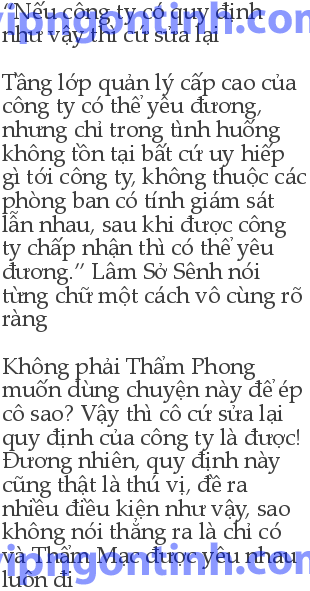 “Nếu công ty có quy định
như vậy thì cứ sửa lại
Tầng lớp quản lý cấp cao của
công ty có thể yêu đương,
nhưng chỉ trong tình huống
không tồn tại bất cứ uy hiếp
gì tới công ty, không thuộc các
phòng ban có tính giám sát
lẫn nhau, sau khi được công
ty chấp nhận thì có thể yêu
đương.” Lâm Sở Sênh nói
từng chữ một cách vô cùng rõ
ràng
Không phải Thẩm Phong
muốn dùng chuyện này để ép
cô sao? Vậy thì cô cứ sửa lại
quy định của công ty là được!
Đương nhiên, quy định này
cũng thật là thú vị, đề ra
nhiều điều kiện như vậy, sao
không nói thẳng ra là chỉ có
và Thẩm Mạc được yêu nhau
luôn đi
vipngontinh.com
vipngontinh.com
vipngontinh.com